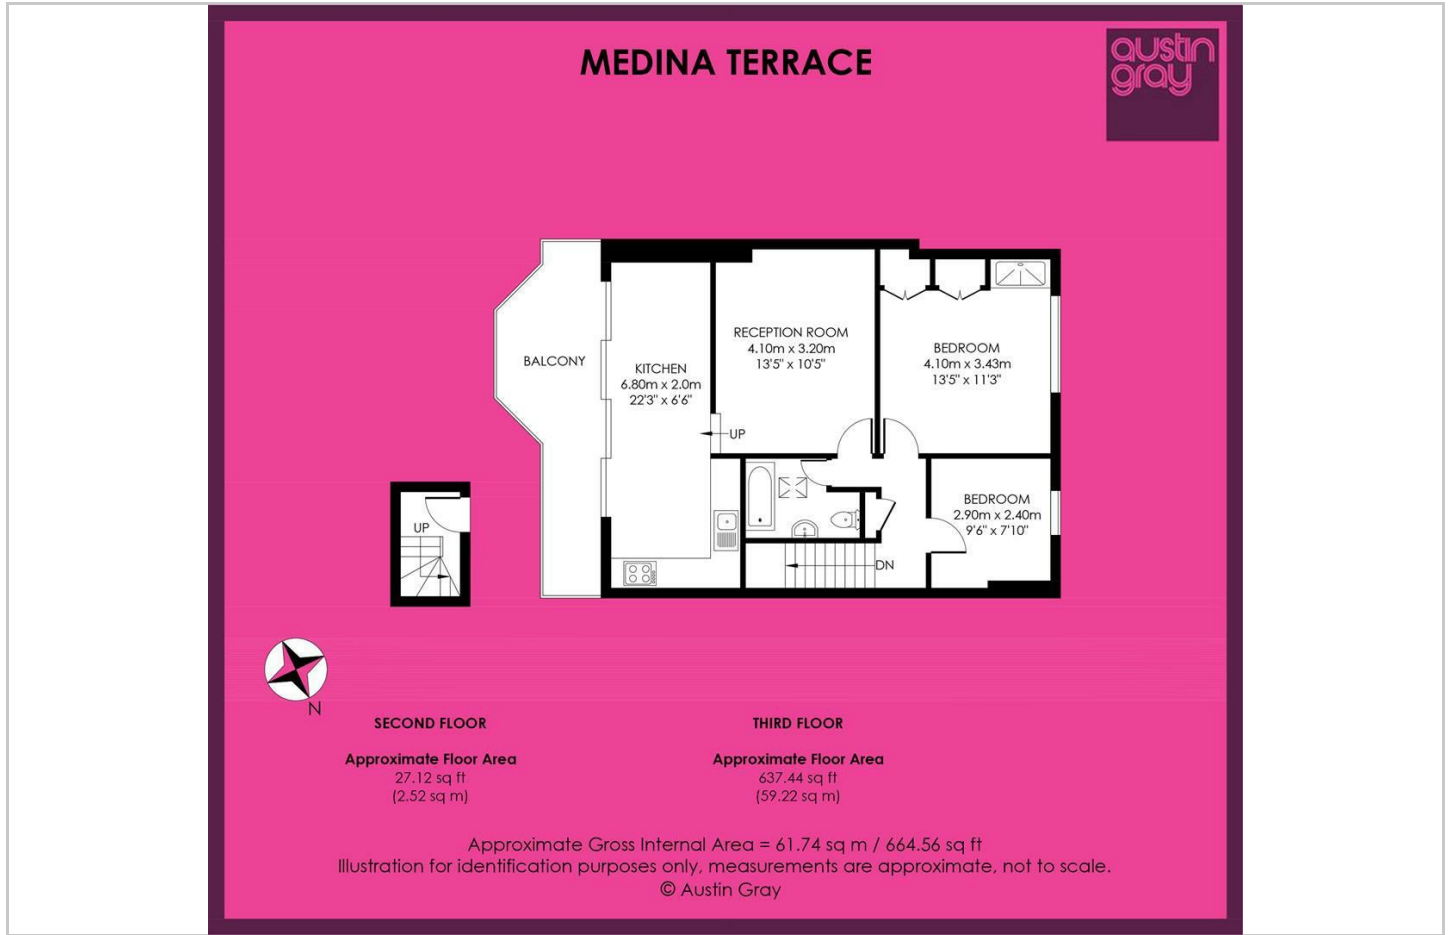 MEDINA TERRACE
austin
gray
RECEPTION ROOM
4.10m x 3.20m
13'5" x 10'5"
BEDROOM
4.10m x 3.43m
13'5" x 11'3"
BALCONY
KITCHEN
6.80m x 2.0m
22'3" x 6'6"
UP
BEDROOM
2.90m x 2.40m
9'6" x 7'10"
UP
DN
N
SECOND FLOOR
Approximate Floor Area
27.12 sq ft
(2.52 sq m)
THIRD FLOOR
Approximate Floor Area
637.44 sq ft
(59.22 sq m)
Approximate Gross Internal Area = 61.74 sq m / 664.56 sq ft
Illustration for identification purposes only, measurements are approximate, not to scale.
© Austin Gray